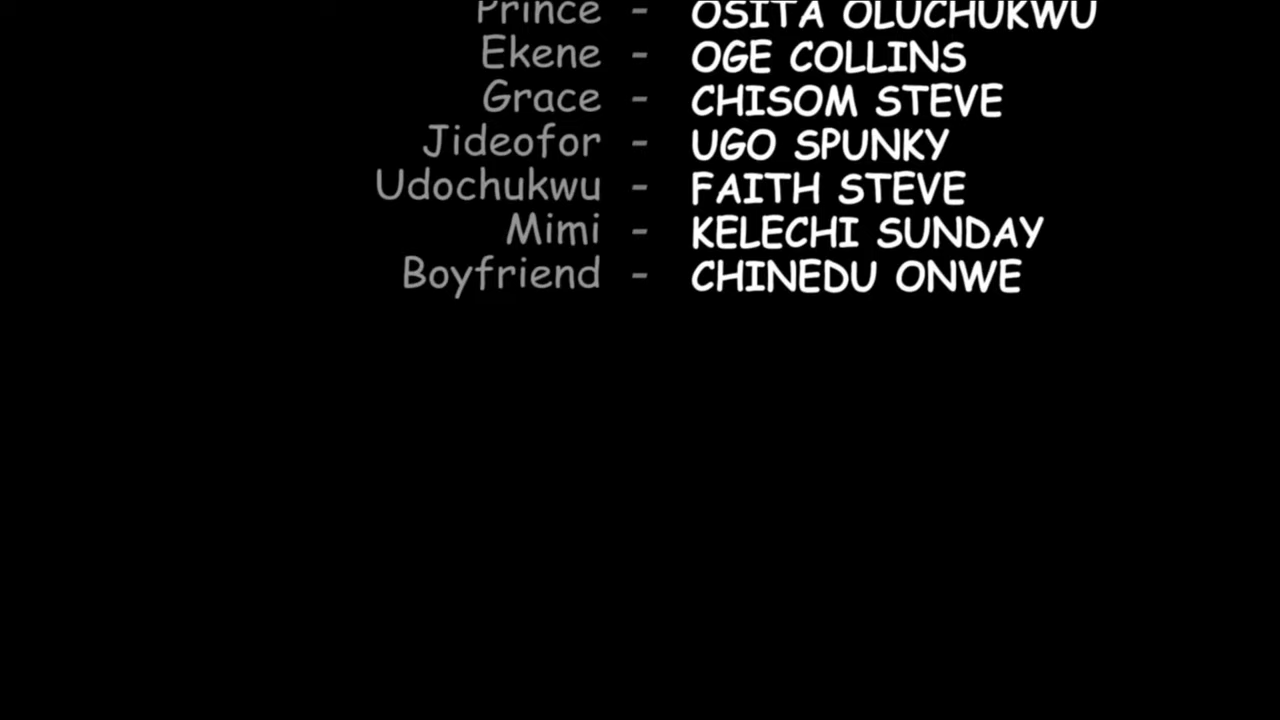 Prince - OSITA OLUCHUKWU
Ekene - OGE COLLINS
Grace - CHISOM STEVE
Jideofor - UGO SPUNKY
Udochukwu - FAITH STEVE
Mimi - KELECHI SUNDAY
Boyfriend - CHINEDU ONWE